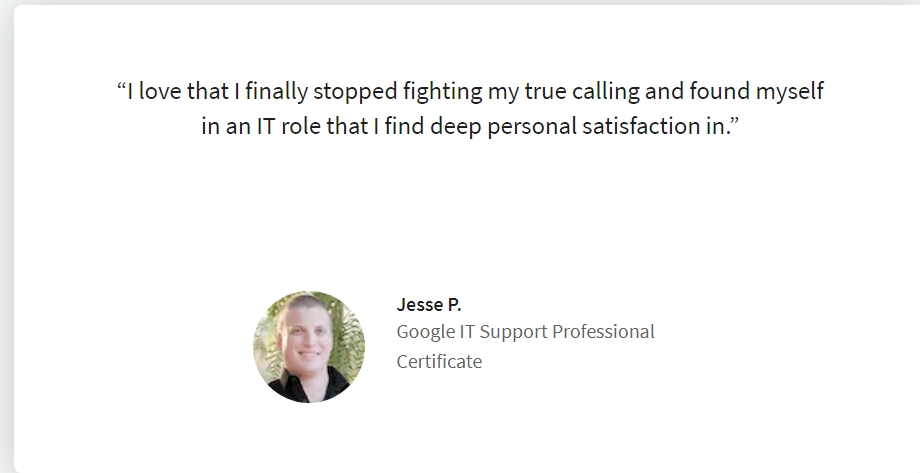 “I love that I finally stopped fighting my true calling and found myself
in an IT role that I find deep personal satisfaction in.”
Jesse P.
Google IT Support Professional
Certificate